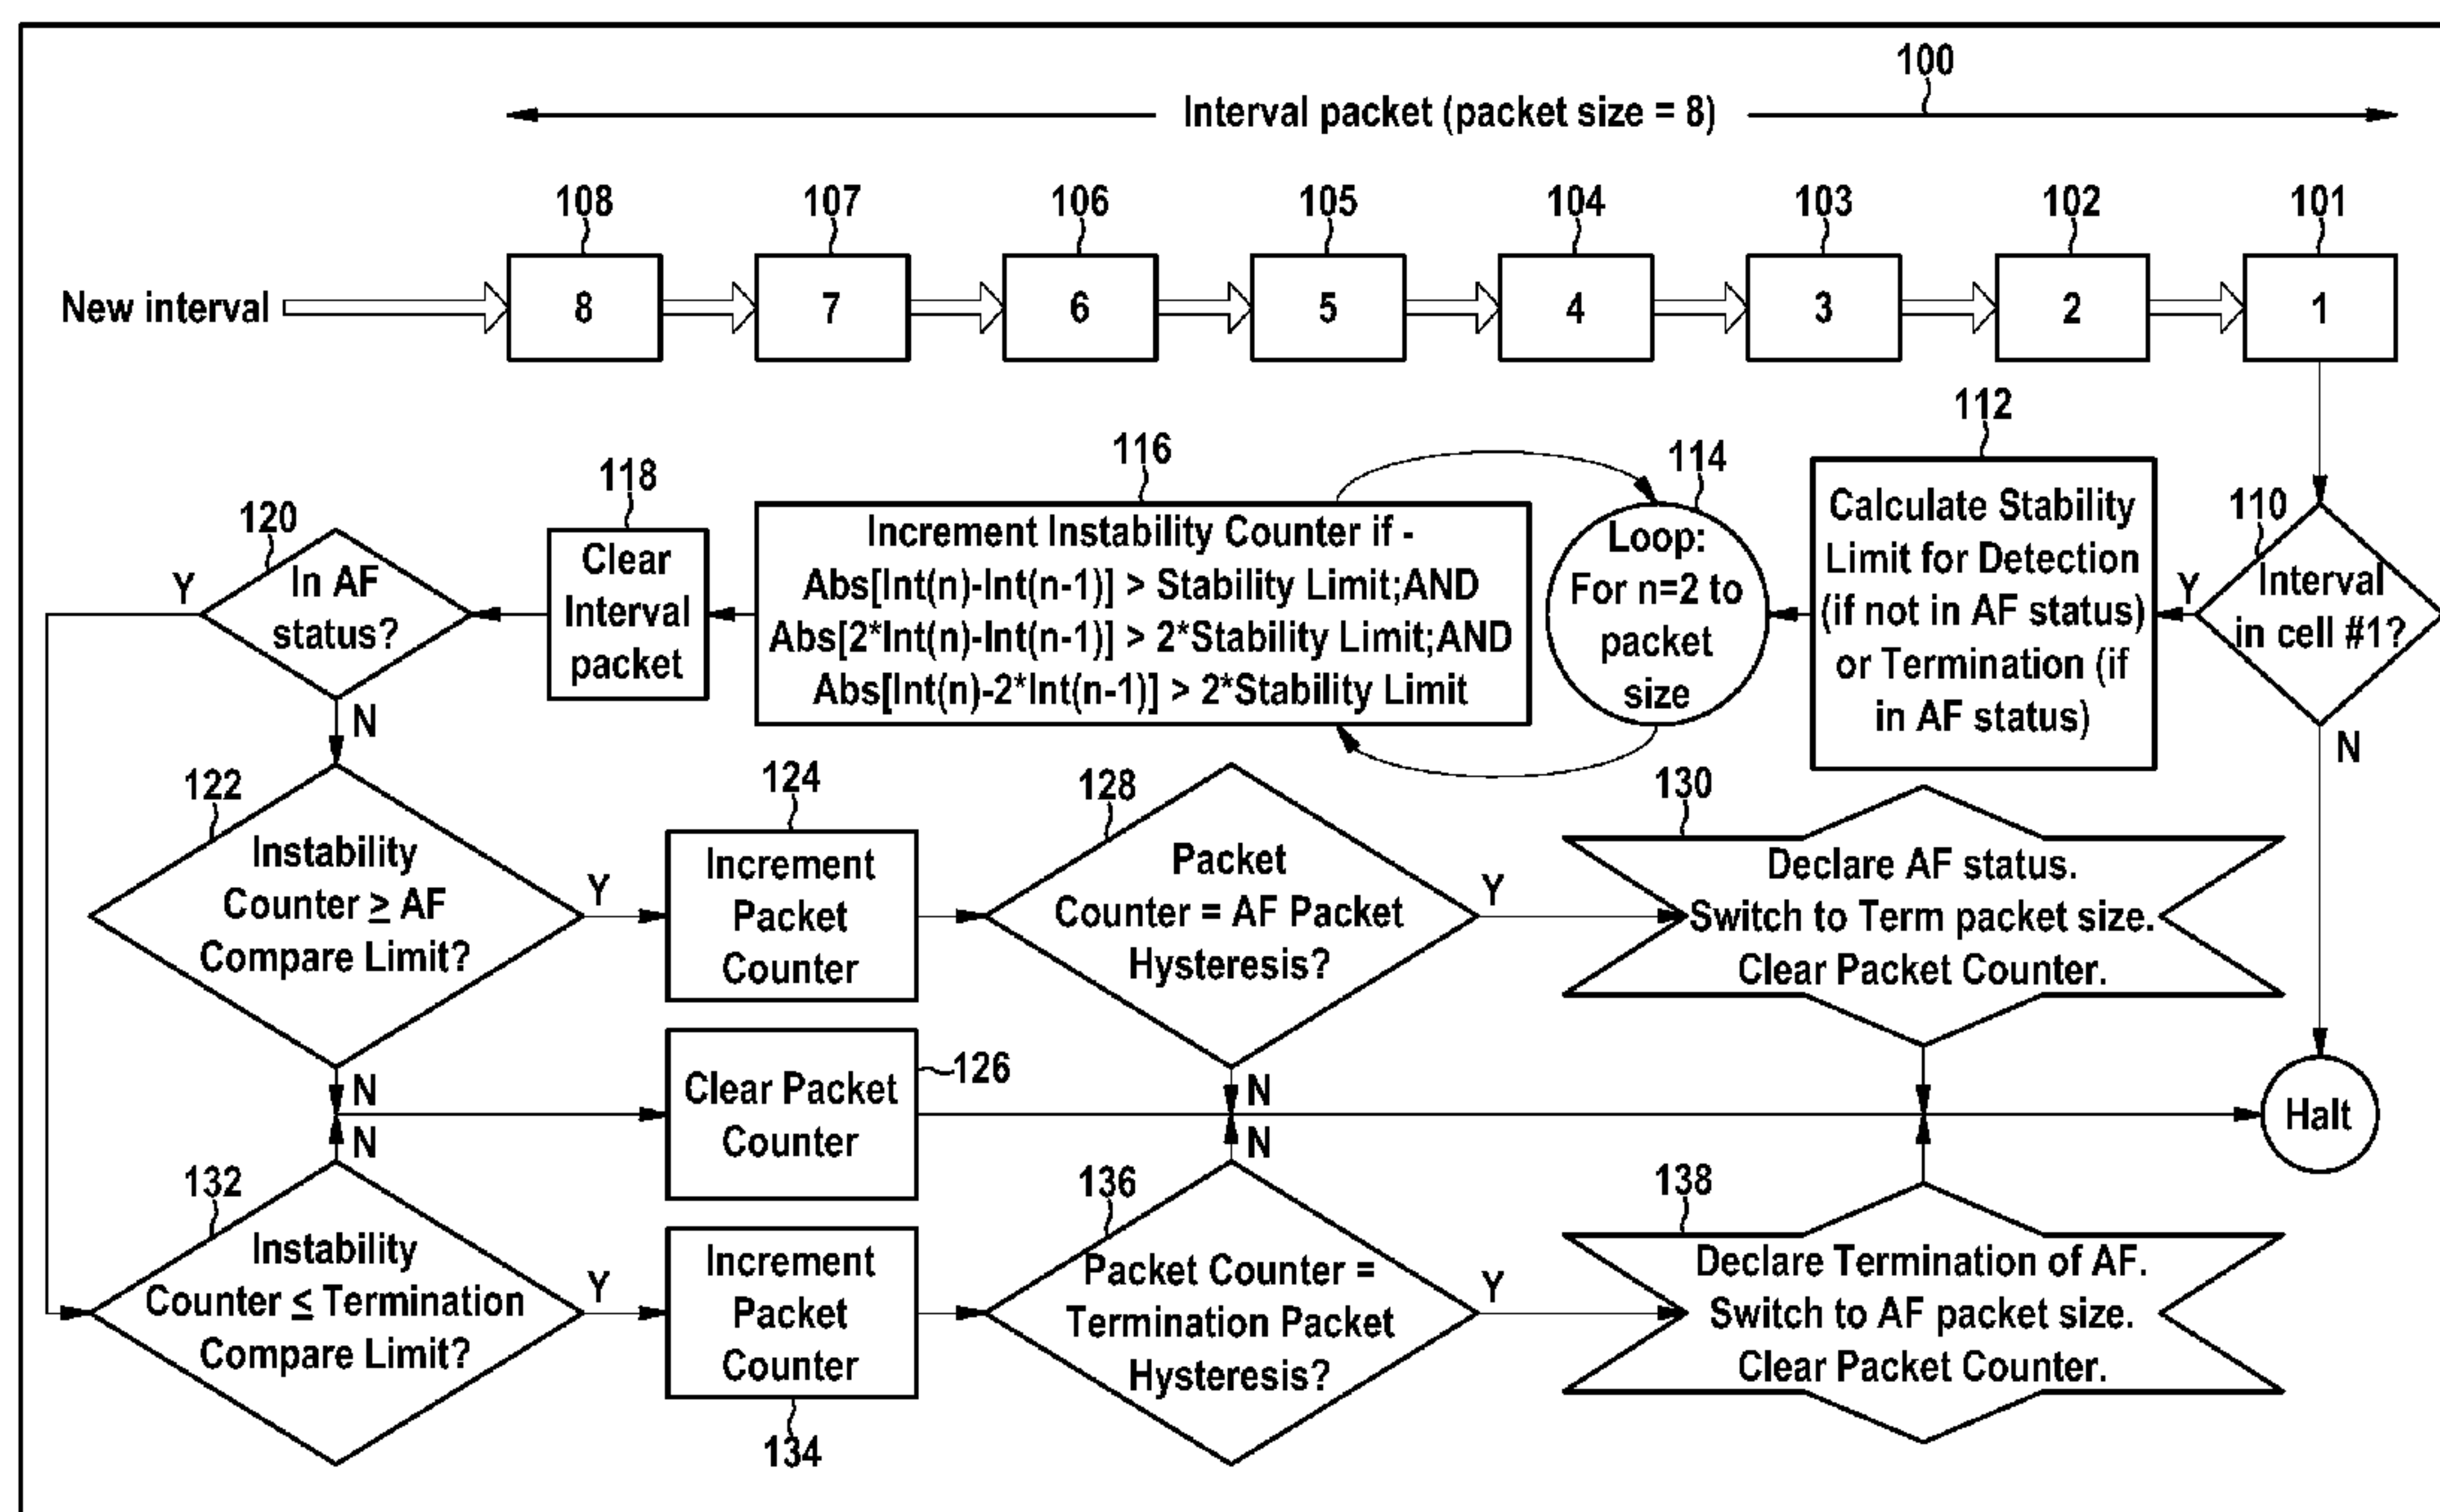 100
Interval packet (packet size = 8)
108
107
106
105
104
103
102
101
New interval
8
7
6
5
4
3
2
1
112
Calculate Stability
Limit for Detection
(if not in AF status)
or Termination (if
in AF status)
110
Interval
in cell #1?
Y
N
114
Loop:
For n=2 to
packet
size
116
Increment Instability Counter if -
Abs[Int(n)-Int(n-1)] > Stability Limit;AND
Abs[2*Int(n)-Int(n-1)] > 2*Stability Limit;AND
Abs[Int(n)-2*Int(n-1)] > 2*Stability Limit
118
Clear
Interval
packet
120
In AF
status?
Y
N
122
Instability
Counter ≥ AF
Compare Limit?
Y
N
124
Increment
Packet
Counter
128
Packet
Counter = AF Packet
Hysteresis?
Y
N
130
Declare AF status.
Switch to Term packet size.
Clear Packet Counter.
126
Clear Packet
Counter
Halt
132
Instability
Counter ≤ Termination
Compare Limit?
N
Y
Increment
Packet
Counter
134
136
Packet Counter =
Termination Packet
Hysteresis?
N
Y
138
Declare Termination of AF.
Switch to AF packet size.
Clear Packet Counter.